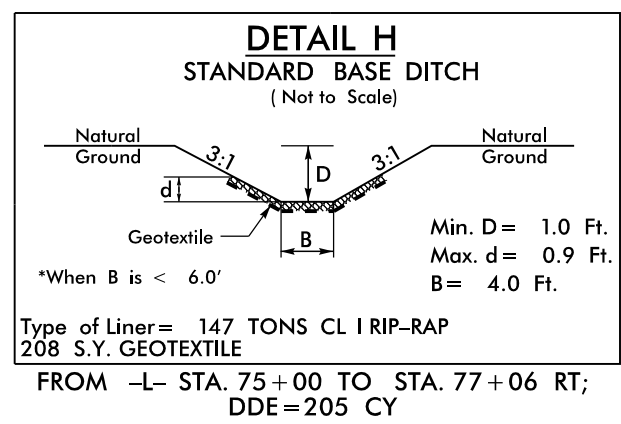 DETAIL H
STANDARD BASE DITCH
( Not to Scale)
Natural
Ground
3:1
3:1
Natural
Ground
D
d
Geotextile
B
Min. D = 1.0 Ft.
Max. d = 0.9 Ft.
B = 4.0 Ft.
*When B is < 6.0'
Type of Liner = 147 TONS CL I RIP-RAP
208 S.Y. GEOTEXTILE
FROM -L- STA. 75+00 TO STA. 77+06 RT;
DDE=205 CY